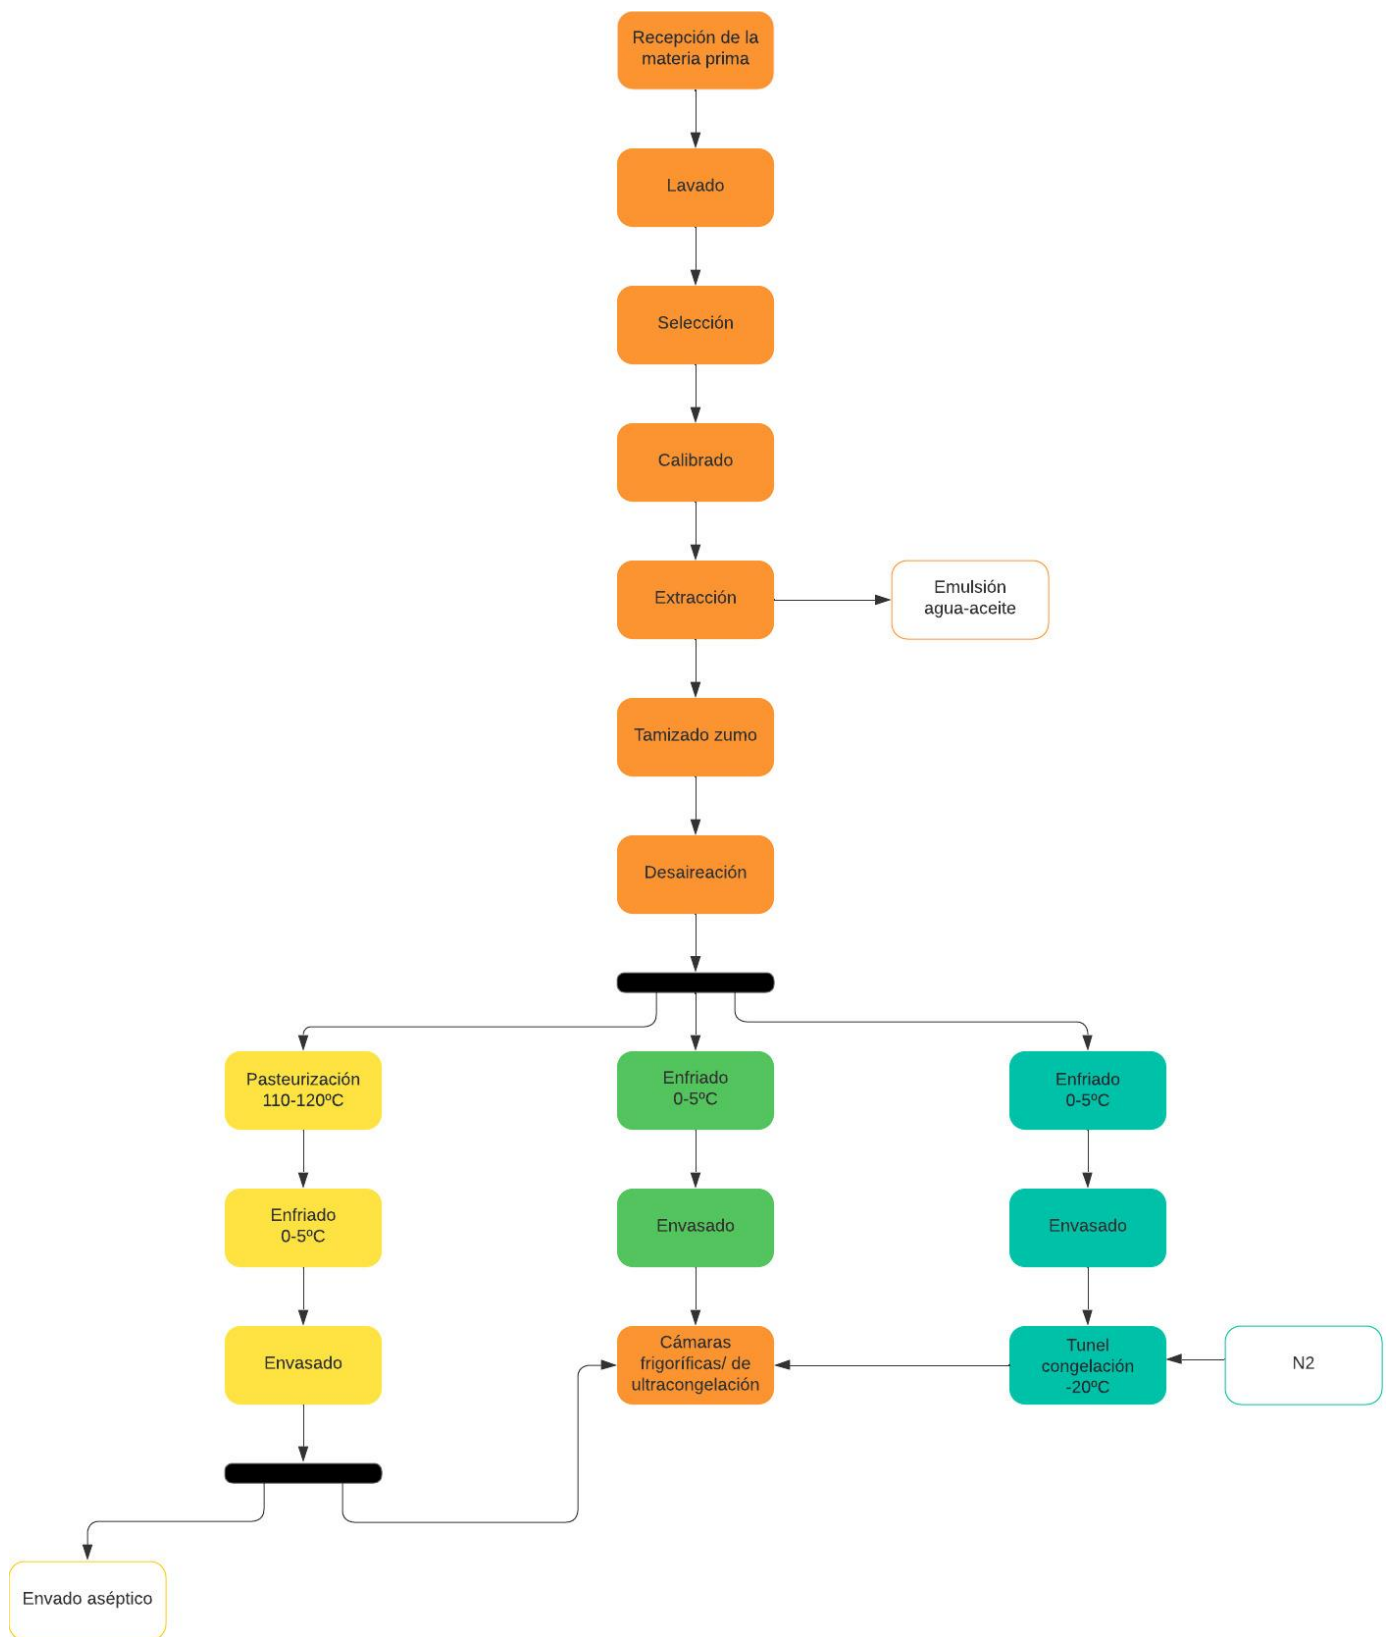 Recepción de la
materia prima
Lavado
Selección
Calibrado
Extracción
Emulsión
agua-aceite
Tamizado zumo
Desaireación
Pasteurización
110-120ºC
Enfriado
0-5ºC
Enfriado
0-5ºC
Enfriado
0-5ºC
Envasado
Envasado
Envasado
Cámaras
frigoríficas/ de
ultracongelación
Tunel
congelación
-20ºC
N2
Envado aséptico